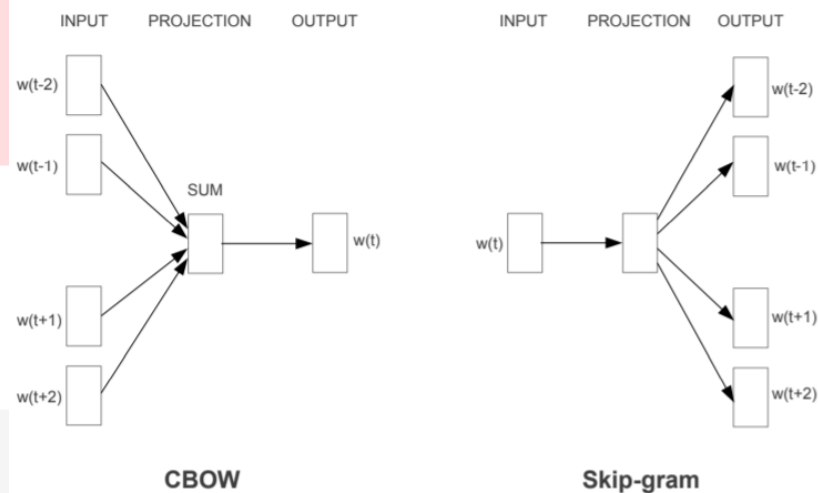 INPUT PROJECTION OUTPUT
w(t-2)
w(t-1)
SUM
w(t)
w(t+1)
w(t+2)
CBOW
INPUT PROJECTION OUTPUT
w(t-2)
w(t-1)
w(t)
w(t+1)
w(t+2)
Skip-gram